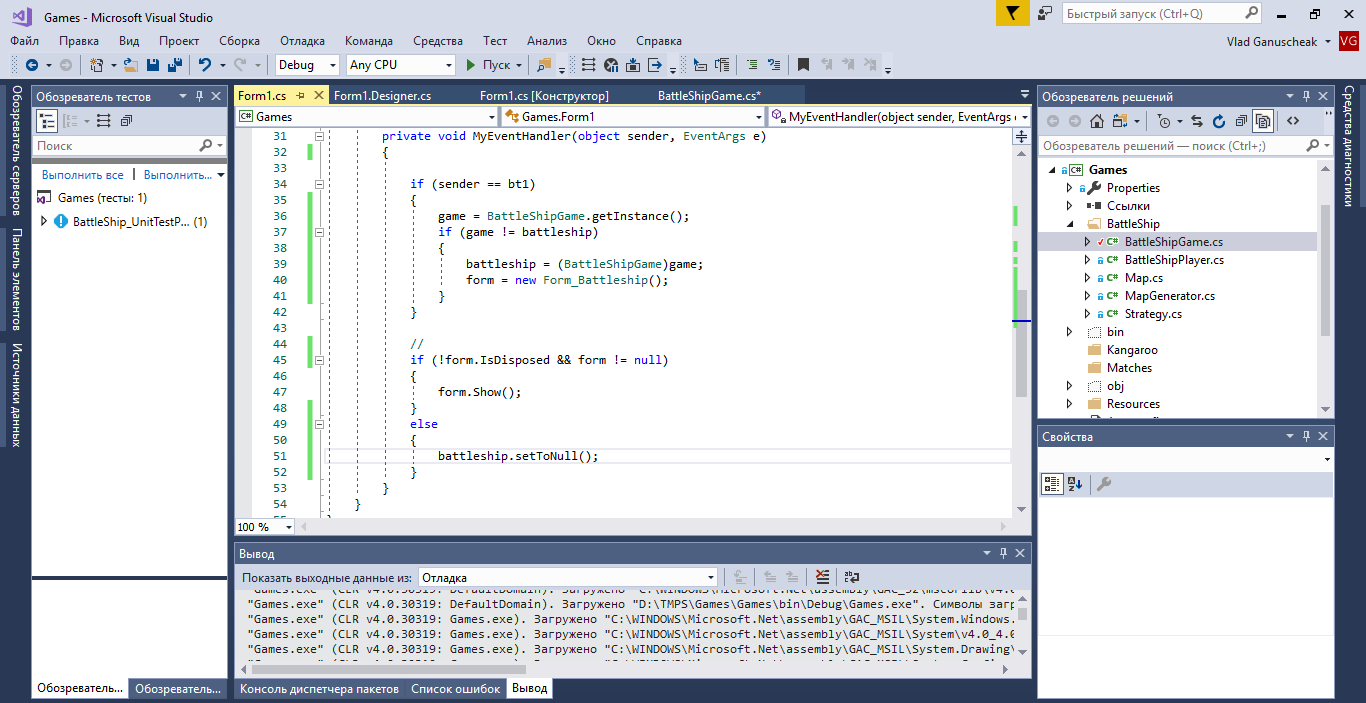 Games - Microsoft Visual Studio
Быстрый запуск (Ctrl+Q)
Файл Правка Вид Проект Сборка Отладка Команда Средства Тест Анализ Окно Справка
Vlad Ganuscheak VG
Debug Any CPU Пуск
Обозреватель серверов
Панель элементов
Источники данных
Обозреватель тестов
Поиск
Выполнить все | Выполнить...
Games (тесты: 1)
BattleShip_UnitTestP... (1)
Обозреватель... Обозреватель...
Form1.cs Form1.Designer.cs Form1.cs [Конструктор] BattleShipGame.cs*
Games Games.Form1 MyEventHandler(object sender, EventArgs e
31 private void MyEventHandler(object sender, EventArgs e)
32 {
33
34 if (sender == bt1)
35 {
36 game = BattleShipGame.getInstance();
37 if (game != battleship)
38 {
39 battleship = (BattleShipGame)game;
40 form = new Form_Battleship();
41 }
42 }
43
44 //
45 if (!form.IsDisposed && form != null)
46 {
47 form.Show();
48 }
49 else
50 {
51 battleship.setToNull();
52 }
53 }
54 }
100 %
Вывод
Показать выходные данные из: Отладка
"Games.exe" (CLR v4.0.30319: DefaultDomain). Загружено "D:\TMPS\Games\Games\bin\Debug\Games.exe". Символы загр
"Games.exe" (CLR v4.0.30319: Games.exe). Загружено "C:\WINDOWS\Microsoft.Net\assembly\GAC_MSIL\System.Windows.
"Games.exe" (CLR v4.0.30319: Games.exe). Загружено "C:\WINDOWS\Microsoft.Net\assembly\GAC_MSIL\System\v4.0_4.0
"Games.exe" (CLR v4.0.30319: Games.exe). Загружено "C:\WINDOWS\Microsoft.Net\assembly\GAC_MSIL\System.Drawing\
Консоль диспетчера пакетов Список ошибок Вывод
Обозреватель решений
Обозреватель решений — поиск (Ctrl+;)
Games
Properties
Ссылки
BattleShip
BattleShipGame.cs
BattleShipPlayer.cs
Map.cs
MapGenerator.cs
Strategy.cs
bin
Kangaroo
Matches
obj
Resources
Свойства
Средства диагностики